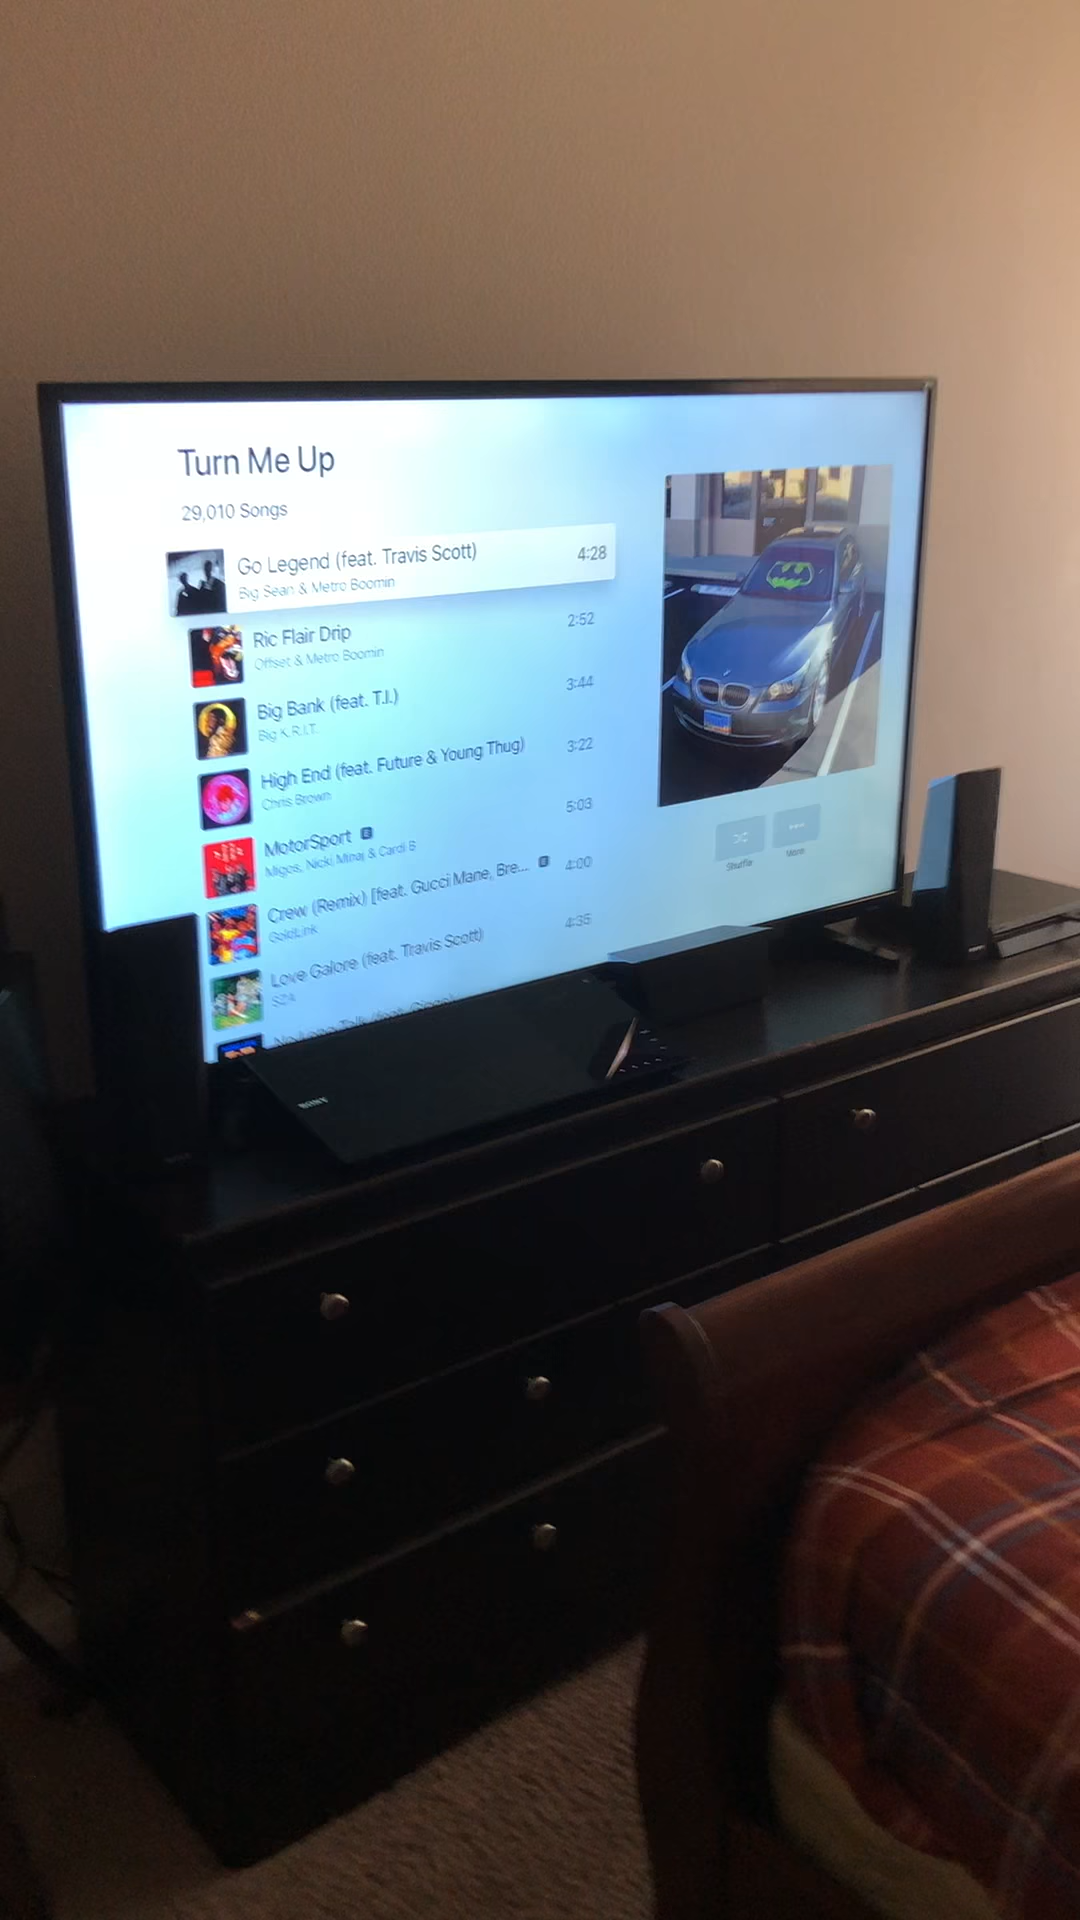 Turn Me Up
29,010 Songs
Go Legend (feat. Travis Scott)
4:28
Big Sean & Metro Boomin
Ric Flair Drip
2:52
Offset & Metro Boomin
Big Bank (feat. T.I.)
3:44
Big K.R.I.T.
High End (feat. Future & Young Thug)
3:22
Chris Brown
MotorSport E
5:03
Migos, Nicki Minaj & Cardi B
Crew (Remix) [feat. Gucci Mane, Bre... E
4:00
GoldLink
Love Galore (feat. Travis Scott)
4:35
SZA
Shuffle
More
SONY